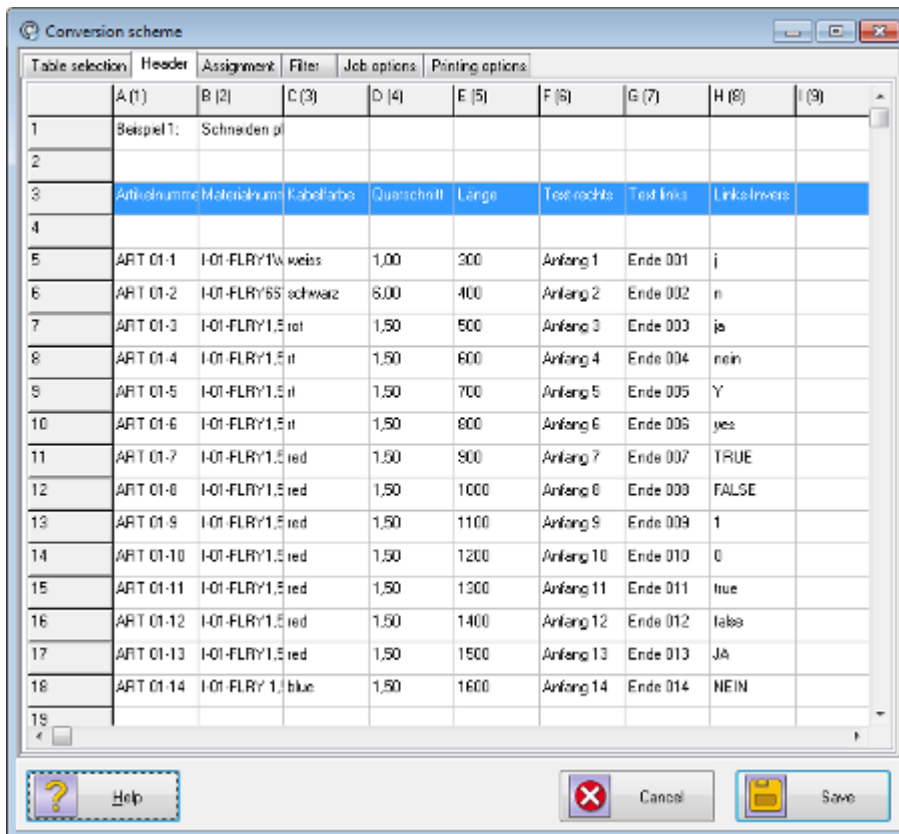 Conversion scheme
Table selection Header Assignment Filter Job options Printing options
A (1) B (2) C (3) D (4) E (5) F (6) G (7) H (8) I (9)
1 Beispiel 1: Schneiden pl
2
3 Artikelnumme Materialnum Kabelfarbe Querschnitt Länge Text-rechts Text links Links-Invers
4
5 ART 01-1 I-01-FLRY1W weiss 1,00 300 Anfang 1 Ende 001 j
6 ART 01-2 I-01-FLRY6S schwarz 6,00 400 Anfang 2 Ende 002 n
7 ART 01-3 I-01-FLRY1,5 rot 1,50 500 Anfang 3 Ende 003 ja
8 ART 01-4 I-01-FLRY1,5 rt 1,50 600 Anfang 4 Ende 004 nein
9 ART 01-5 I-01-FLRY1,5 rt 1,50 700 Anfang 5 Ende 005 Y
10 ART 01-6 I-01-FLRY1,5 rt 1,50 800 Anfang 6 Ende 006 yes
11 ART 01-7 I-01-FLRY1,5 red 1,50 900 Anfang 7 Ende 007 TRUE
12 ART 01-8 I-01-FLRY1,5 red 1,50 1000 Anfang 8 Ende 008 FALSE
13 ART 01-9 I-01-FLRY1,5 red 1,50 1100 Anfang 9 Ende 009 1
14 ART 01-10 I-01-FLRY1,5 red 1,50 1200 Anfang 10 Ende 010 0
15 ART 01-11 I-01-FLRY1,5 red 1,50 1300 Anfang 11 Ende 011 true
16 ART 01-12 I-01-FLRY1,5 red 1,50 1400 Anfang 12 Ende 012 false
17 ART 01-13 I-01-FLRY1,5 red 1,50 1500 Anfang 13 Ende 013 JA
18 ART 01-14 I-01-FLRY 1,5 blue 1,50 1600 Anfang 14 Ende 014 NEIN
19
Help Cancel Save